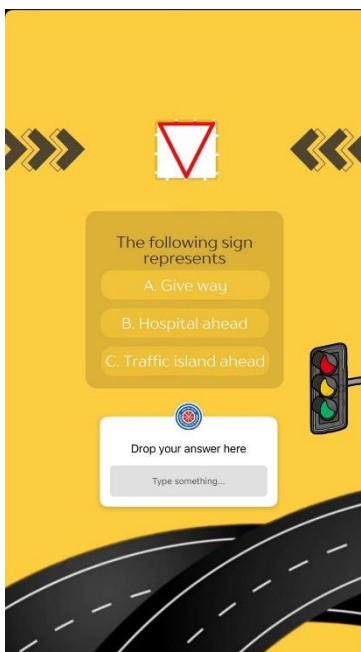 The following sign
represents
A. Give way
B. Hospital ahead
C. Traffic island ahead
Drop your answer here
Type something...